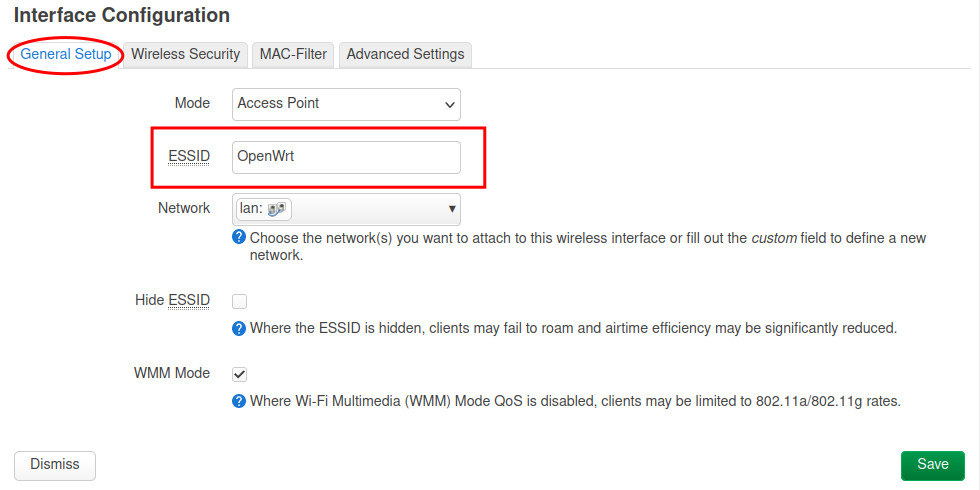 Interface Configuration
General Setup Wireless Security MAC-Filter Advanced Settings
Mode Access Point
ESSID OpenWrt
Network lan:
Choose the network(s) you want to attach to this wireless interface or fill out the custom field to define a new
network.
Hide ESSID
Where the ESSID is hidden, clients may fail to roam and airtime efficiency may be significantly reduced.
WMM Mode
Where Wi-Fi Multimedia (WMM) Mode QoS is disabled, clients may be limited to 802.11a/802.11g rates.
Dismiss Save